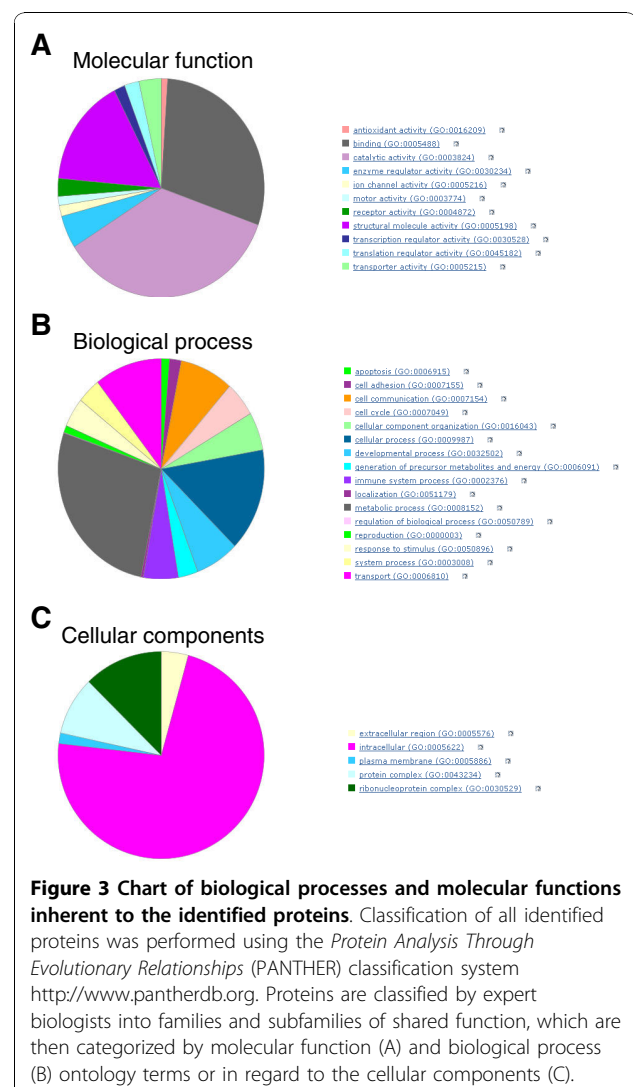 A
Molecular function
antioxidant activity (GO:0016209)
binding (GO:0005488)
catalytic activity (GO:0003824)
enzyme regulator activity (GO:0030234)
ion channel activity (GO:0005216)
motor activity (GO:0003774)
receptor activity (GO:0004872)
structural molecule activity (GO:0005198)
transcription regulator activity (GO:0030528)
translation regulator activity (GO:0045182)
transporter activity (GO:0005215)
B
Biological process
apoptosis (GO:0006915)
cell adhesion (GO:0007155)
cell communication (GO:0007154)
cell cycle (GO:0007049)
cellular component organization (GO:0016043)
cellular process (GO:0009987)
developmental process (GO:0032502)
generation of precursor metabolites and energy (GO:0006091)
immune system process (GO:0002376)
localization (GO:0051179)
metabolic process (GO:0008152)
regulation of biological process (GO:0050789)
reproduction (GO:0000003)
response to stimulus (GO:0050896)
system process (GO:0003008)
transport (GO:0006810)
C
Cellular components
extracellular region (GO:0005576)
intracellular (GO:0005622)
plasma membrane (GO:0005886)
protein complex (GO:0043234)
ribonucleoprotein complex (GO:0030529)
Figure 3 Chart of biological processes and molecular functions
inherent to the identified proteins. Classification of all identified
proteins was performed using the Protein Analysis Through
Evolutionary Relationships (PANTHER) classification system
http://www.pantherdb.org. Proteins are classified by expert
biologists into families and subfamilies of shared function, which are
then categorized by molecular function (A) and biological process
(B) ontology terms or in regard to the cellular components (C).